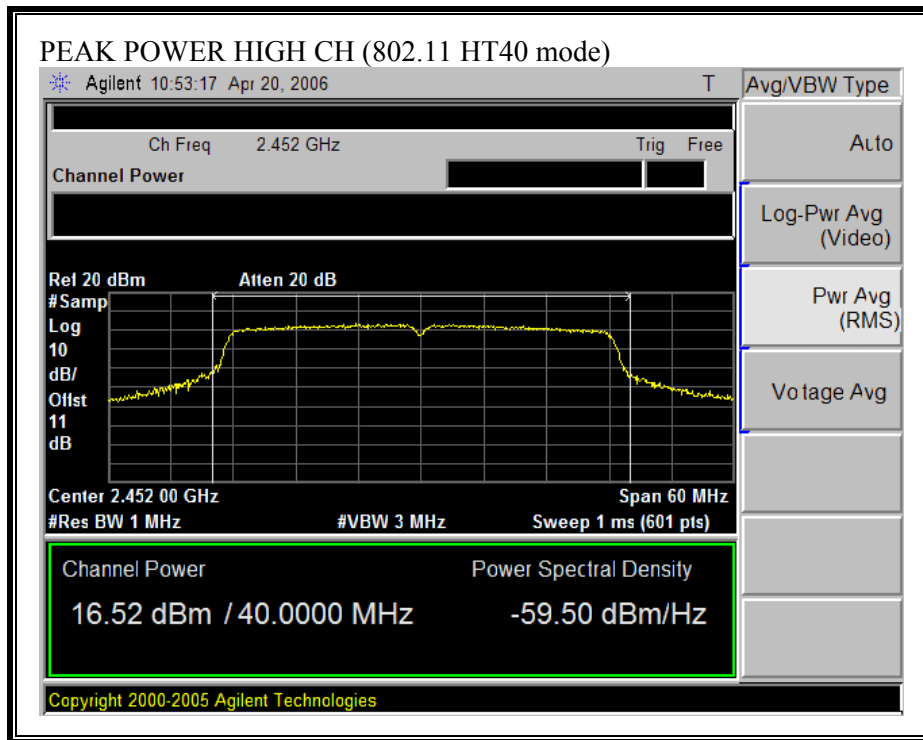 PEAK POWER HIGH CH (802.11 HT40 mode)
Agilent 10:53:17 Apr 20, 2006 T
Avg/VBW Type
Ch Freq 2.452 GHz Trig Free
Channel Power
Auto
Log-Pwr Avg
(Video)
Pwr Avg
(RMS)
Votage Avg
Ref 20 dBm Atten 20 dB
#Samp
Log
10
dB/
Offst
11
dB
Center 2.452 00 GHz Span 60 MHz
#Res BW 1 MHz #VBW 3 MHz Sweep 1 ms (601 pts)
Channel Power Power Spectral Density
16.52 dBm / 40.0000 MHz -59.50 dBm/Hz
Copyright 2000-2005 Agilent Technologies